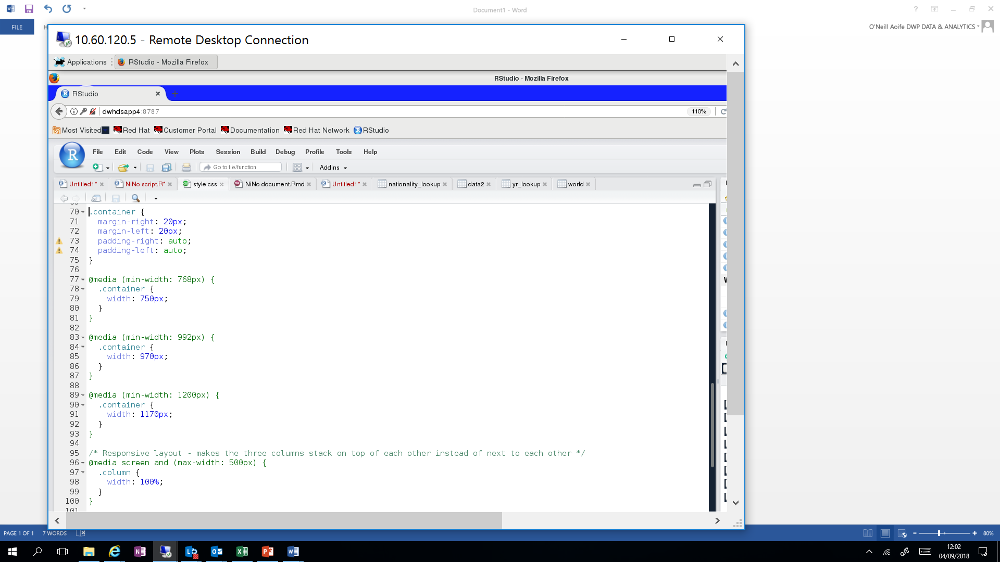 Document1 - Word
FILE
H
O'Neill Aoife DWP DATA & ANALYTICS
10.60.120.5 - Remote Desktop Connection
Applications
RStudio - Mozilla Firefox
RStudio - Mozilla Firefox
RStudio
dwhdsapp4:8787
110%
Most Visited
Red Hat
Customer Portal
Documentation
Red Hat Network
RStudio
File Edit Code View Plots Session Build Debug Profile Tools Help
Go to file/function
Addins
Untitled1*
NiNo script.R*
style.css
NiNo document.Rmd
Untitled1*
nationality_lookup
data2
yr_lookup
world
70 .container {
71   margin-right: 20px;
72   margin-left: 20px;
73   padding-right: auto;
74   padding-left: auto;
75 }
76
77 @media (min-width: 768px) {
78   .container {
79     width: 750px;
80   }
81 }
82
83 @media (min-width: 992px) {
84   .container {
85     width: 970px;
86   }
87 }
88
89 @media (min-width: 1200px) {
90   .container {
91     width: 1170px;
92   }
93 }
94
95 /* Responsive layout - makes the three columns stack on top of each other instead of next to each other */
96 @media screen and (max-width: 500px) {
97   .column {
98     width: 100%;
99   }
100 }
101
PAGE 1 OF 1 7 WORDS
80%
12:02
04/09/2018